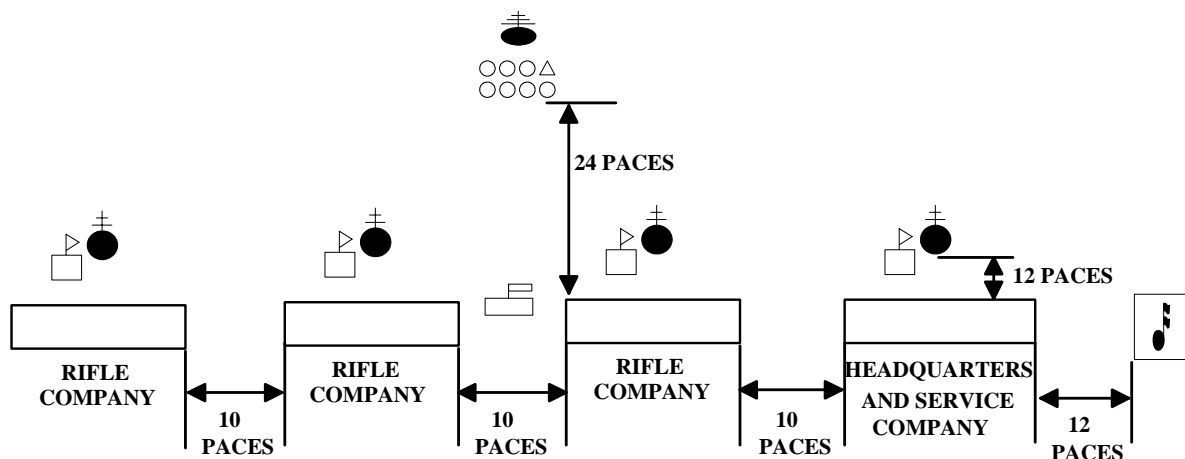 24 PACES
12 PACES
RIFLE
COMPANY
RIFLE
COMPANY
RIFLE
COMPANY
HEADQUARTERS
AND SERVICE
COMPANY
10
PACES
10
PACES
10
PACES
12
PACES